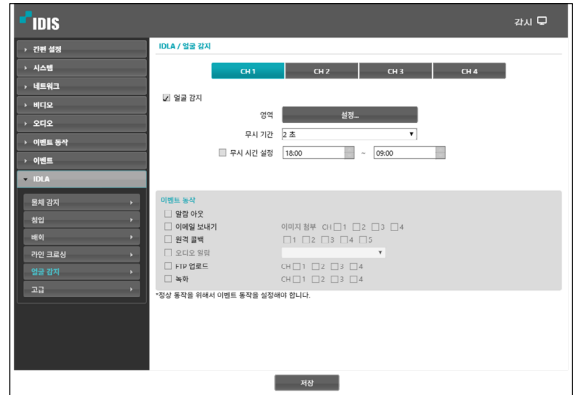 IDIS
감시
간편 설정
시스템
네트워크
비디오
오디오
이벤트 동작
이벤트
IDLA
물체 감지
침입
배회
라인 크로싱
얼굴 감지
고급
IDLA / 얼굴 감지
CH 1 CH 2 CH 3 CH 4
얼굴 감지
영역 설정...
무시 기간 2 초
무시 시간 설정 18:00 ~ 09:00
이벤트 동작
알람 아웃
이메일 보내기 이미지 첨부 CH 1 2 3 4
원격 콜백 1 2 3 4 5
오디오 알람
FTP 업로드 CH 1 2 3 4
녹화 CH 1 2 3 4
*정상 동작을 위해서 이벤트 동작을 설정해야 합니다.
저장